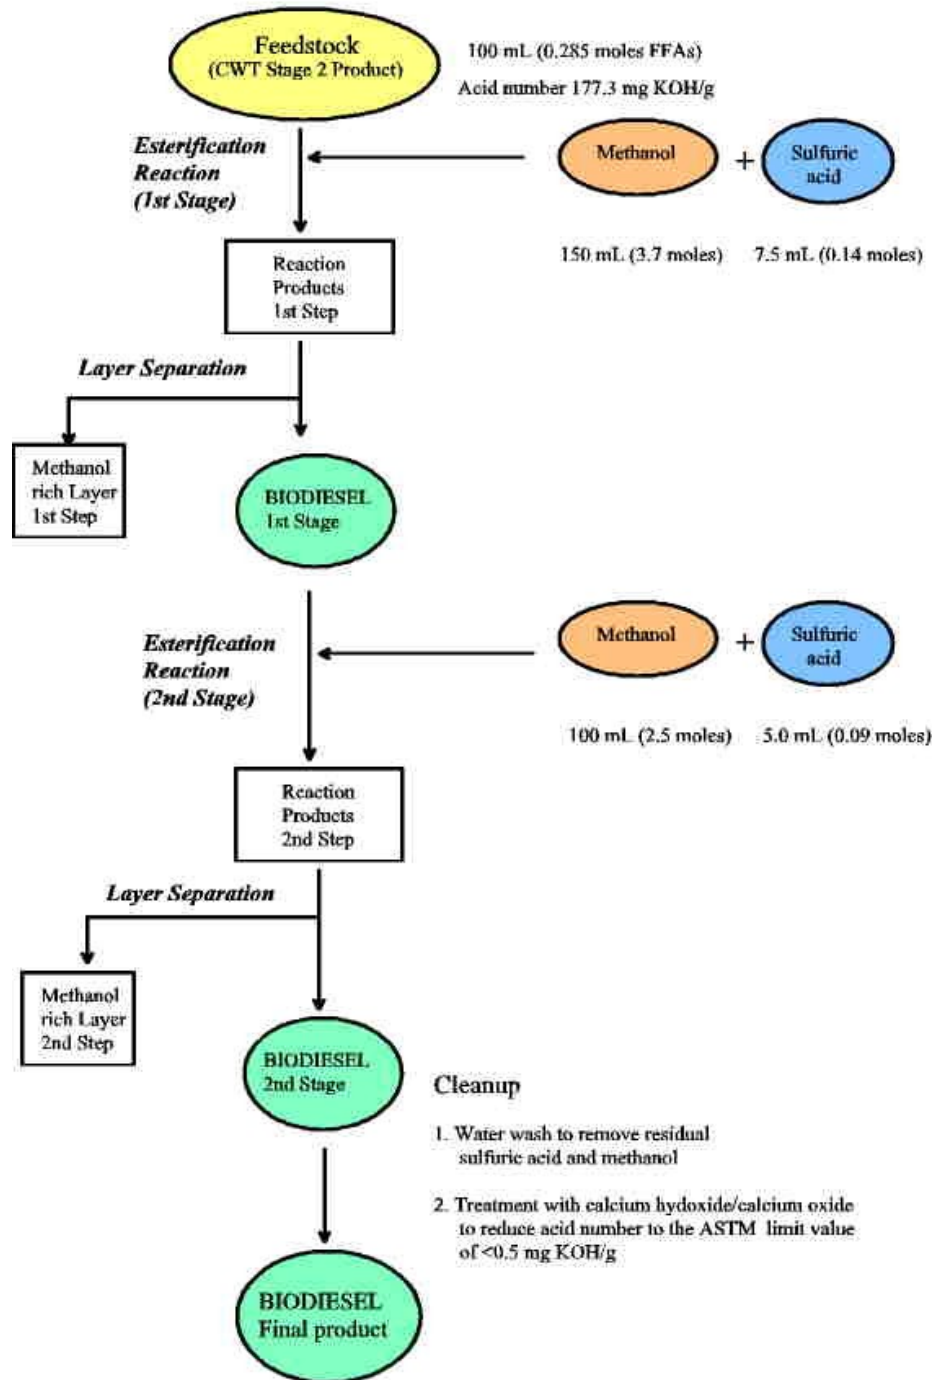 Feedstock
(CWT Stage 2 Product)
100 mL (0.285 moles FFAs)
Acid number 177.3 mg KOH/g
Esterification
Reaction
(1st Stage)
Methanol
+
Sulfuric
acid
150 mL (3.7 moles)
7.5 mL (0.14 moles)
Reaction
Products
1st Step
Layer Separation
Methanol
rich Layer
1st Step
BIODIESEL
1st Stage
Esterification
Reaction
(2nd Stage)
Methanol
+
Sulfuric
acid
100 mL (2.5 moles)
5.0 mL (0.09 moles)
Reaction
Products
2nd Step
Layer Separation
Methanol
rich Layer
2nd Step
BIODIESEL
2nd Stage
Cleanup
1. Water wash to remove residual
sulfuric acid and methanol
2. Treatment with calcium hydoxide/calcium oxide
to reduce acid number to the ASTM limit value
of <0.5 mg KOH/g
BIODIESEL
Final product